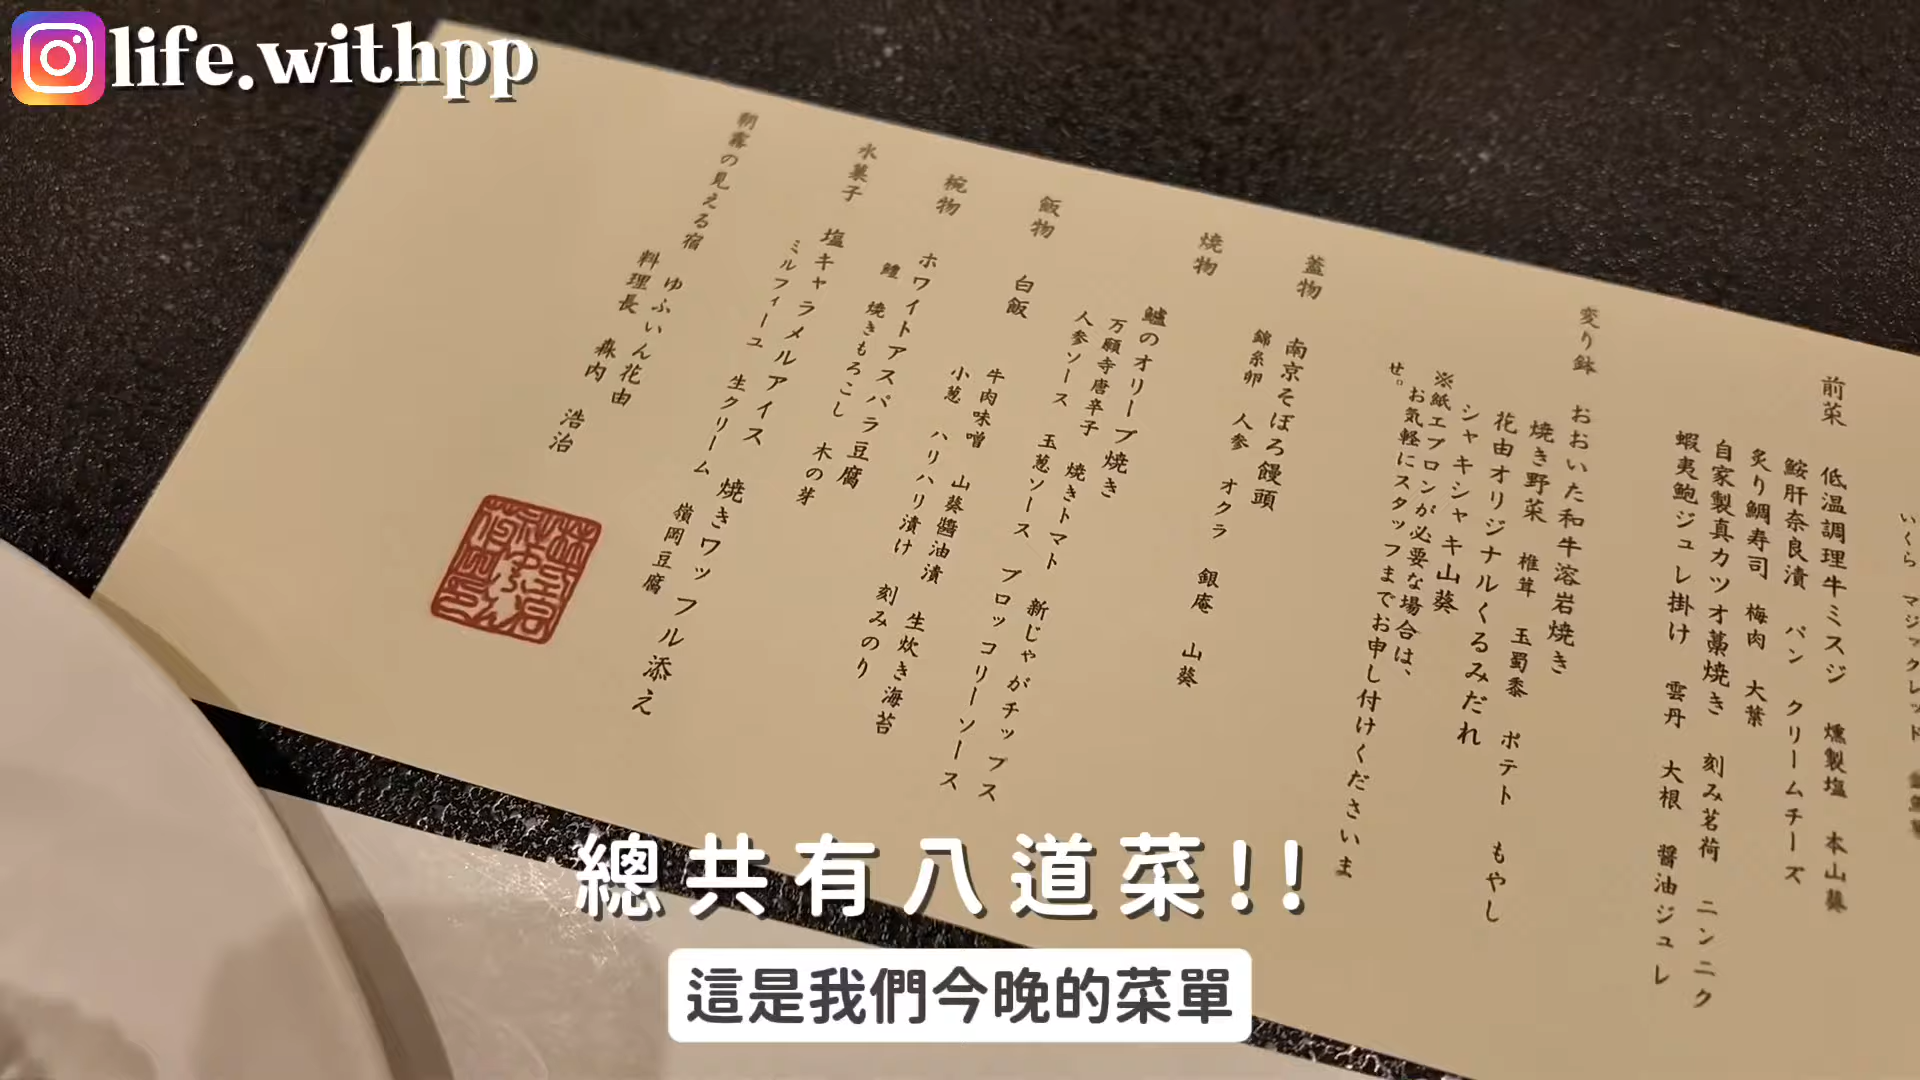 life.withpp
いくら マジックレッド
前菜
低温調理牛ミスジ 燻製塩 本山葵
鮟肝奈良漬 パン クリームチーズ
炙り鯛寿司 梅肉 大葉
自家製真カツオ藁焼き 刻み茗荷 ニンニク
蝦夷鮑ジュレ掛け 雲丹 大根 醤油ジュレ
変り鉢 おおいた和牛溶岩焼き
焼き野菜 椎茸 玉蜀黍 ポテト もやし
花由オリジナルくるみだれ
シャキシャキ山葵
※紙エプロンが必要な場合は、
お気軽にスタッフまでお申し付けくださいま
せ。
蓋物 南京そぼろ饅頭
錦糸卵 人参 オクラ 銀庵 山葵
焼物 鱸のオリーブ焼き
万願寺唐辛子 焼きトマト 新じゃがチップス
人参ソース 玉葱ソース ブロッコリーソース
飯物 白飯
牛肉味噌 山葵醬油漬 生炊き海苔
小葱 ハリハリ漬け 刻みのり
椀物 ホワイトアスパラ豆腐
鱧 焼きもろこし 木の芽
水菓子 塩キャラメルアイス 焼きワッフル添え
ミルフィーユ 生クリーム 嶺岡豆腐
朝霧の見える宿 ゆふいん花由
料理長 森内 浩治
總共有八道菜!!
這是我們今晚的菜單